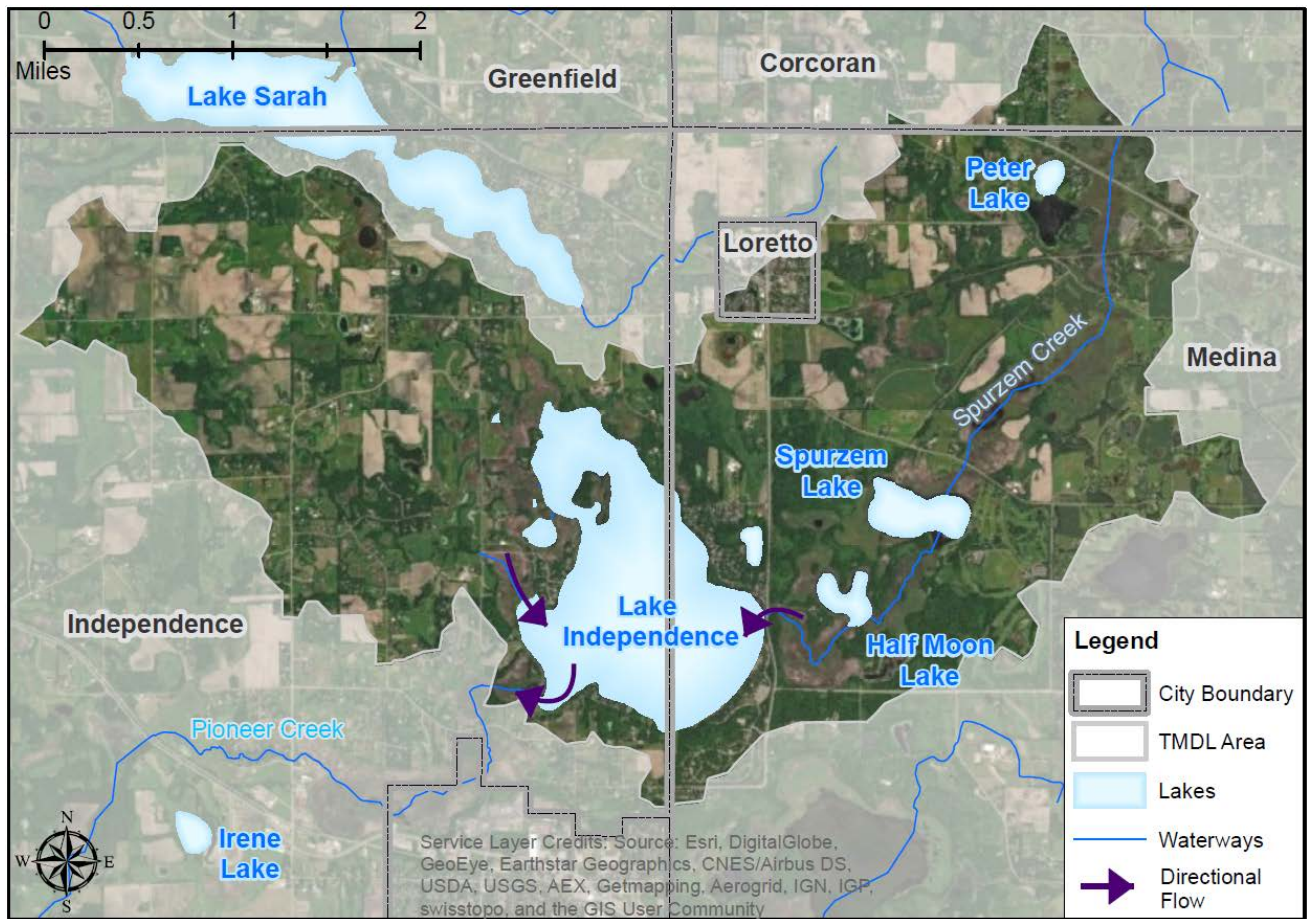 0 0.5 1 2
Miles
Lake Sarah
Greenfield
Corcoran
Peter
Lake
Loretto
Medina
Spurzem Creek
Spurzem
Lake
Independence
Lake
Independence
Half Moon
Lake
Pioneer Creek
Irene
Lake
N
W E
S
Service Layer Credits: Source: Esri, DigitalGlobe,
GeoEye, Earthstar Geographics, CNES/Airbus DS,
USDA, USGS, AEX, Getmapping, Aerogrid, IGN, IGP,
swisstopo, and the GIS User Community
Legend
City Boundary
TMDL Area
Lakes
Waterways
Directional
Flow